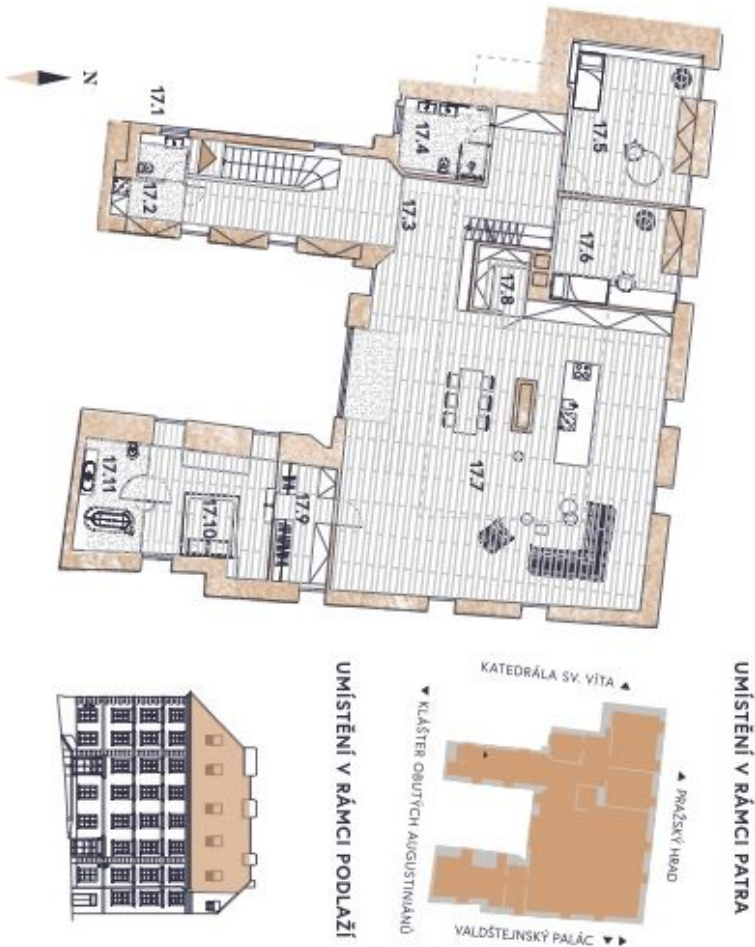 N
17.1
17.2
17.3
17.4
17.5
17.6
17.7
17.8
17.9
17.10
17.11
UMÍSTĚNÍ V RÁMCI PATRA
KATEDRÁLA SV. VÍTA ▲
▲ PRAŽSKÝ HRAD
▼ KLÁŠTER OBUTÝCH AUGUSTINIÁNŮ
VALDŠTEJNSKÝ PALÁC ▼ ▶
UMÍSTĚNÍ V RÁMCI PODLAŽÍ